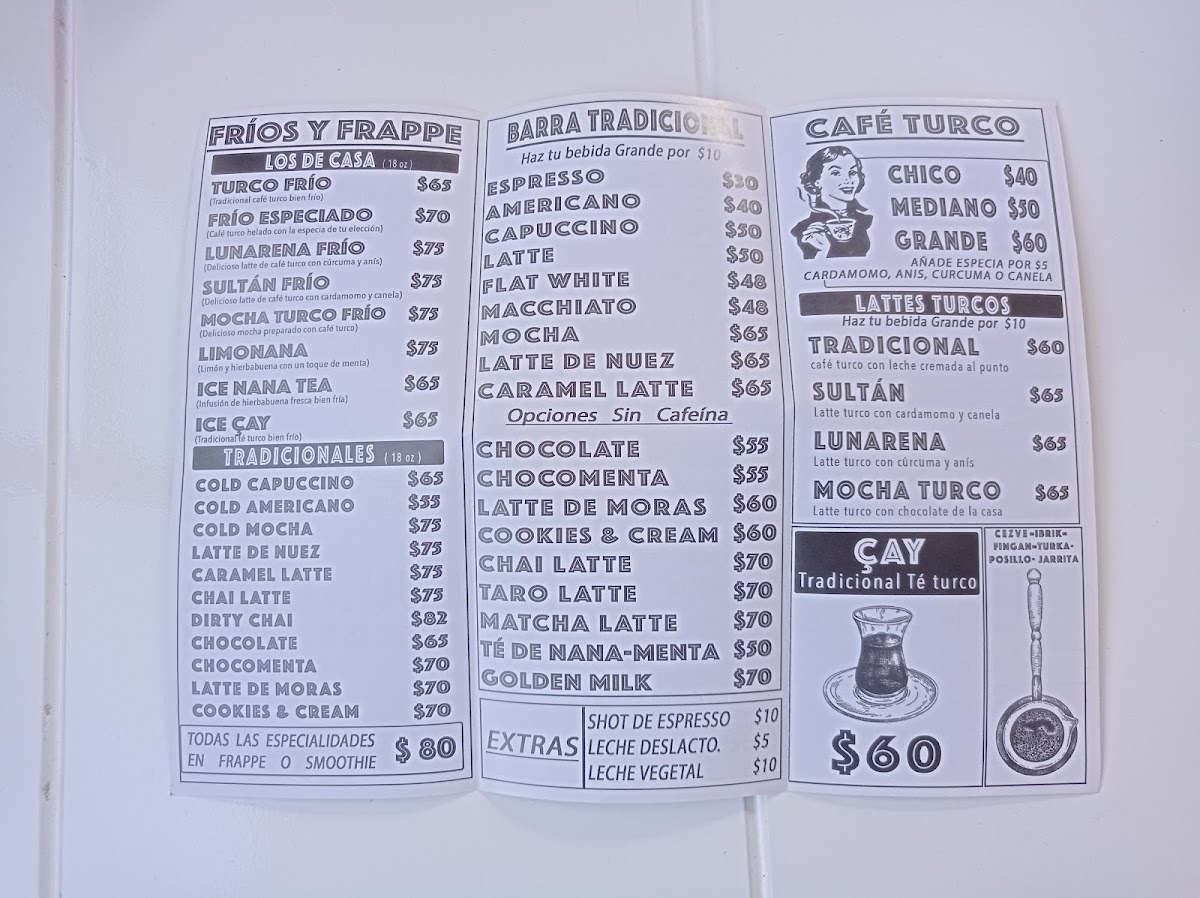 FRÍOS Y FRAPPE
LOS DE CASA (18 oz)
TURCO FRÍO $65
(Tradicional café turco bien frío)
FRÍO ESPECIADO $70
(Café turco helado con la especia de tu elección)
LUNARENA FRÍO $75
(Delicioso latte de café turco con cúrcuma y anís)
SULTÁN FRÍO $75
(Delicioso latte de café turco con cardamomo y canela)
MOCHA TURCO FRÍO $75
(Delicioso mocha preparado con café turco)
LIMONANA $75
(Limón y hierbabuena con un toque de menta)
ICE NANA TEA $65
(Infusión de hierbabuena fresca bien fría)
ICE ÇAY $65
(Tradicional té turco bien frío)
TRADICIONALES (18 oz)
COLD CAPUCCINO $65
COLD AMERICANO $55
COLD MOCHA $75
LATTE DE NUEZ $75
CARAMEL LATTE $75
CHAI LATTE $75
DIRTY CHAI $82
CHOCOLATE $65
CHOCOMENTA $70
LATTE DE MORAS $70
COOKIES & CREAM $70
TODAS LAS ESPECIALIDADES
EN FRAPPE O SMOOTHIE $80
BARRA TRADICIONAL
Haz tu bebida Grande por $10
ESPRESSO $30
AMERICANO $40
CAPUCCINO $50
LATTE $50
FLAT WHITE $48
MACCHIATO $48
MOCHA $65
LATTE DE NUEZ $65
CARAMEL LATTE $65
Opciones Sin Cafeína
CHOCOLATE $55
CHOCOMENTA $55
LATTE DE MORAS $60
COOKIES & CREAM $60
CHAI LATTE $70
TARO LATTE $70
MATCHA LATTE $70
TÉ DE NANA-MENTA $50
GOLDEN MILK $70
EXTRAS
SHOT DE ESPRESSO $10
LECHE DESLACTO. $5
LECHE VEGETAL $10
CAFÉ TURCO
CHICO $40
MEDIANO $50
GRANDE $60
AÑADE ESPECIA POR $5
CARDAMOMO, ANIS, CURCUMA O CANELA
LATTES TURCOS
Haz tu bebida Grande por $10
TRADICIONAL $60
café turco con leche cremada al punto
SULTÁN $65
Latte turco con cardamomo y canela
LUNARENA $65
Latte turco con cúrcuma y anís
MOCHA TURCO $65
Latte turco con chocolate de la casa
ÇAY
Tradicional Té turco
$60
CEZVE-IBRIK-
FINGAN-TURKA-
POSILLO-JARRITA